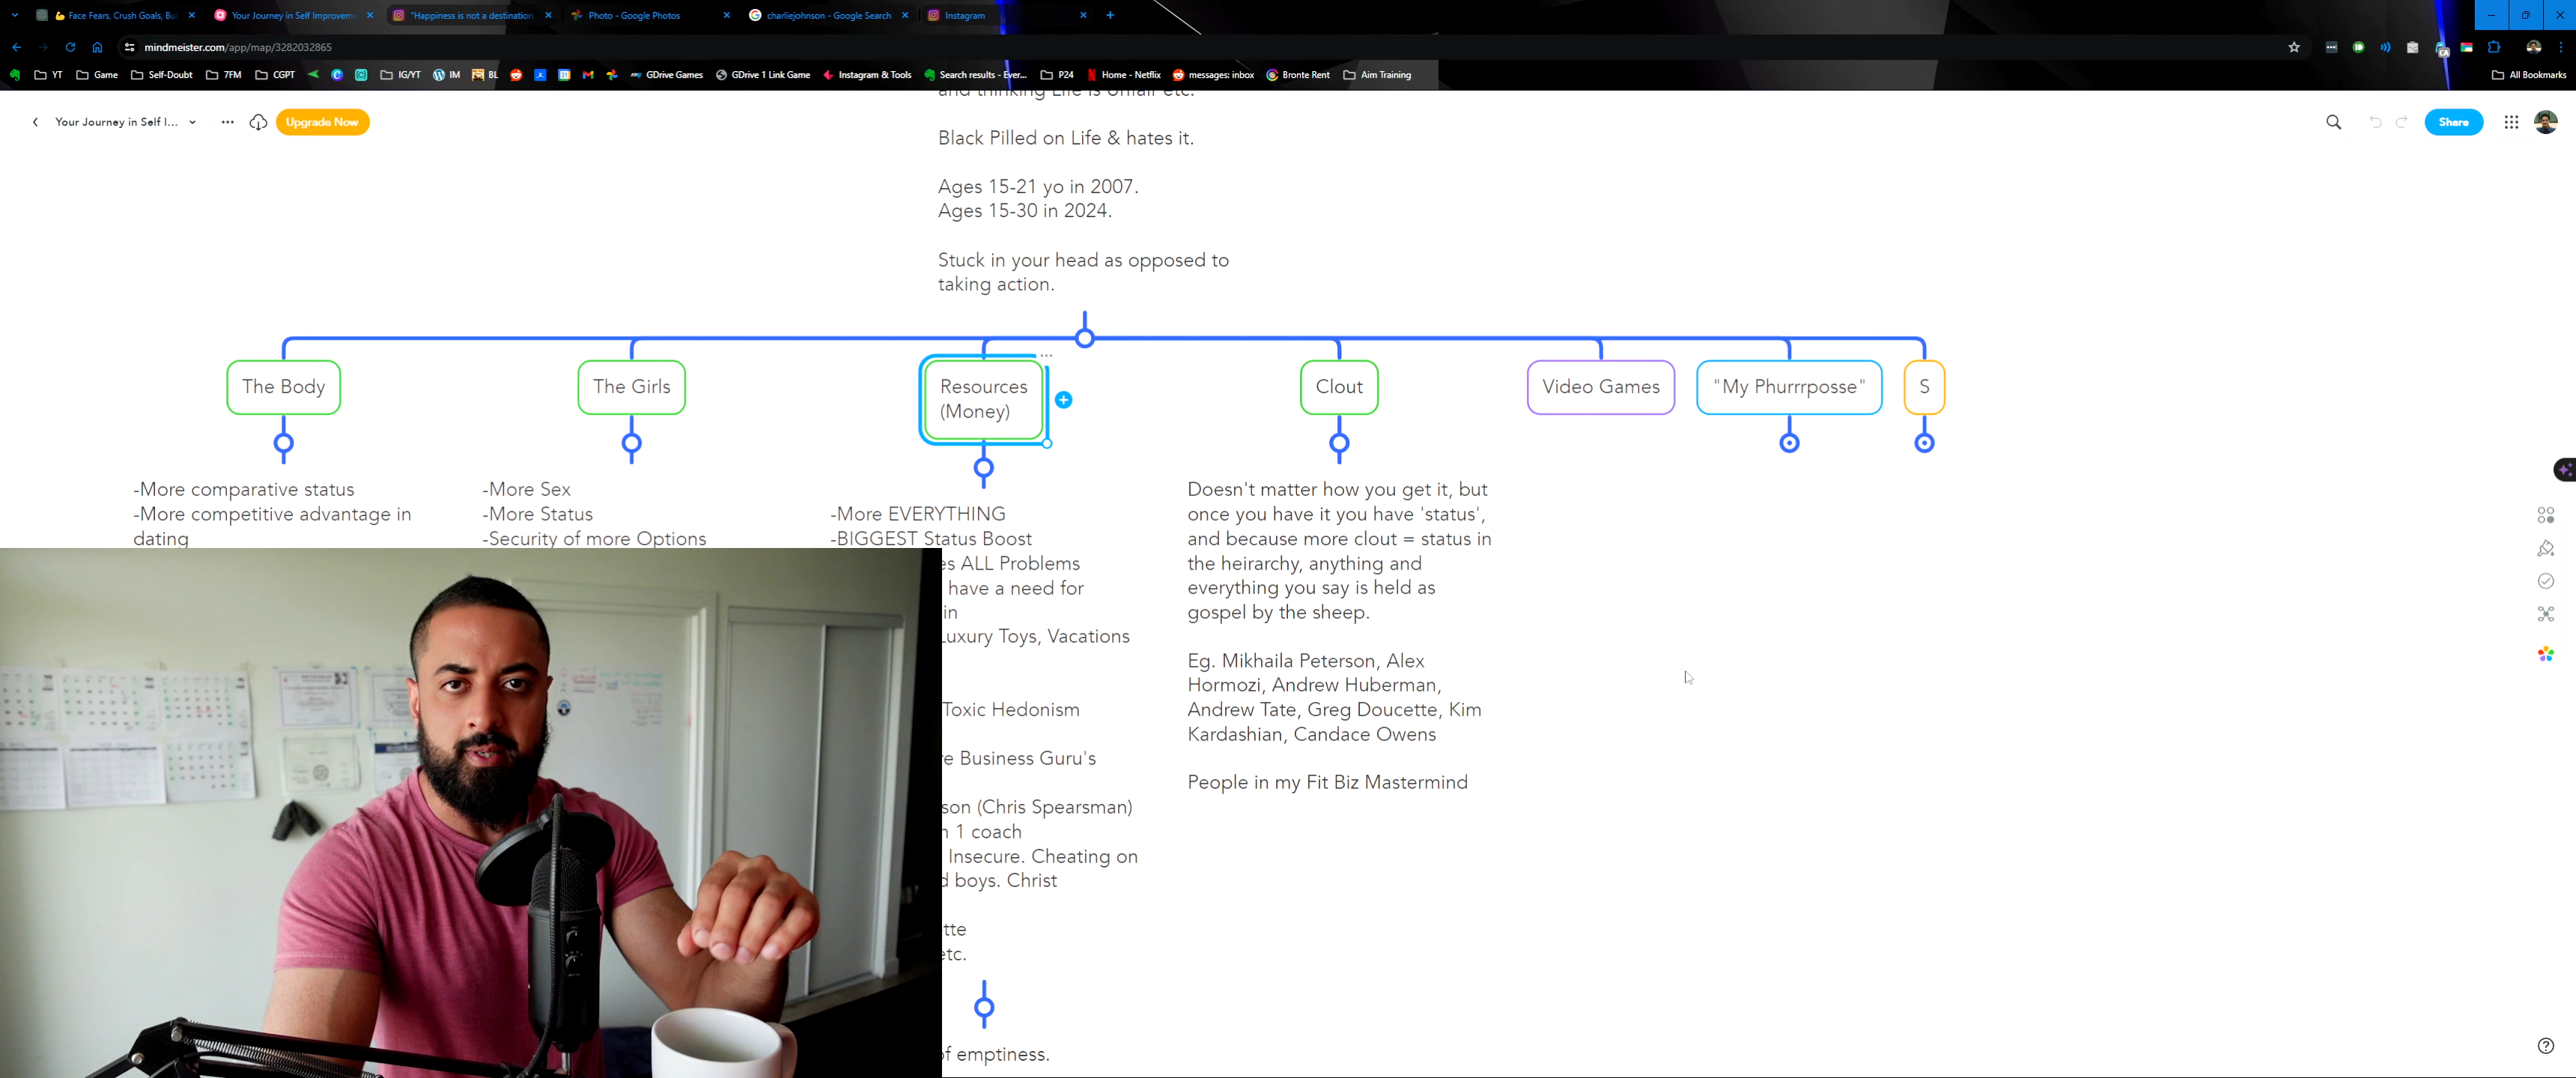 Face Fears, Crush Goals, Bu
Your Journey in Self Improveme
"Happiness is not a destination
Photo - Google Photos
charliejohnson - Google Search
Instagram
mindmeister.com/app/map/3282032865
YT
Game
Self-Doubt
7FM
CGPT
IG/YT
IM
BL
GDrive Games
GDrive 1 Link Game
Instagram & Tools
Search results - Ever...
P24
Home - Netflix
messages: inbox
Bronte Rent
Aim Training
All Bookmarks
Your Journey in Self I...
Upgrade Now
Share
and thinking Life is Unfair etc.
Black Pilled on Life & hates it.
Ages 15-21 yo in 2007.
Ages 15-30 in 2024.
Stuck in your head as opposed to
taking action.
The Body
-More comparative status
-More competitive advantage in
dating
The Girls
-More Sex
-More Status
-Security of more Options
Resources
(Money)
-More EVERYTHING
-BIGGEST Status Boost
es ALL Problems
have a need for
in
Luxury Toys, Vacations
Toxic Hedonism
re Business Guru's
son (Chris Spearsman)
n 1 coach
Insecure. Cheating on
d boys. Christ
tte
etc.
of emptiness.
Clout
Doesn't matter how you get it, but
once you have it you have 'status',
and because more clout = status in
the heirarchy, anything and
everything you say is held as
gospel by the sheep.
Eg. Mikhaila Peterson, Alex
Hormozi, Andrew Huberman,
Andrew Tate, Greg Doucette, Kim
Kardashian, Candace Owens
People in my Fit Biz Mastermind
Video Games
"My Phurrrposse"
S